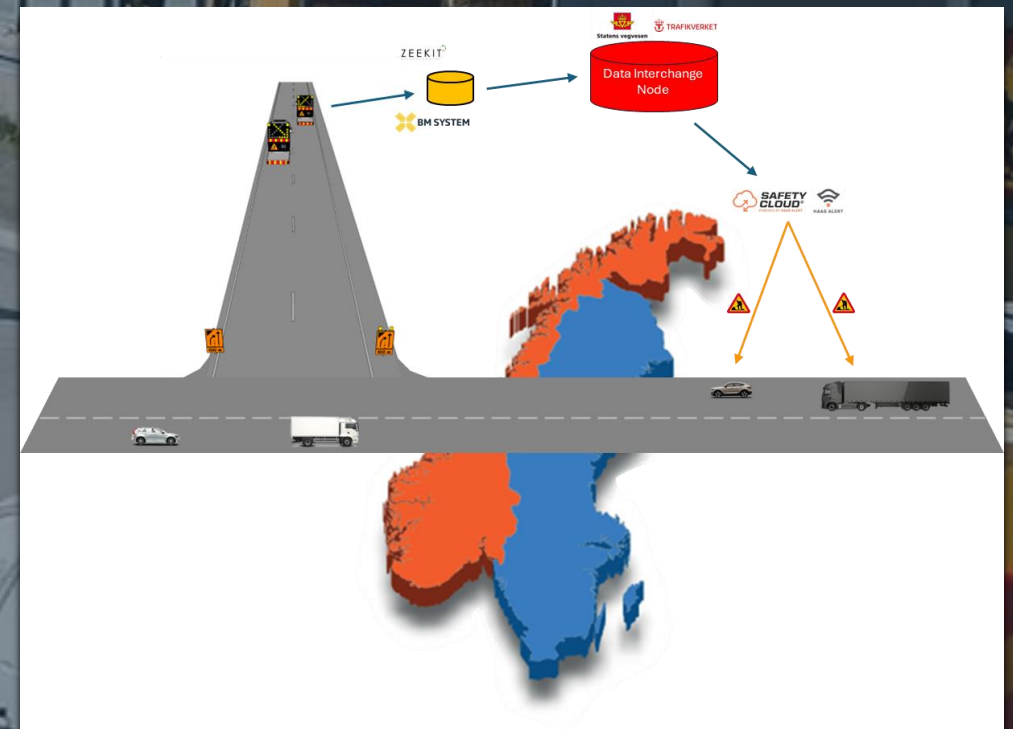 ZEEKIT
BM SYSTEM
Statens vegvesen
TRAFIKVERKET
Data Interchange
Node
SAFETY
CLOUD®
HAAS ALERT